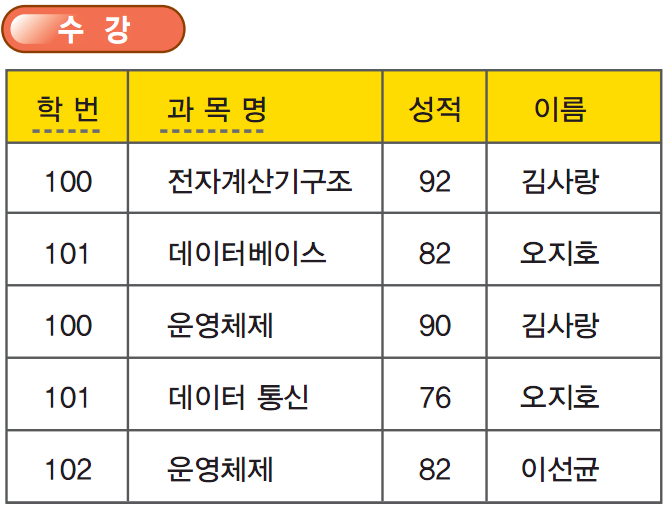 수 강
학 번 과 목 명 성적 이름
100 전자계산기구조 92 김사랑
101 데이터베이스 82 오지호
100 운영체제 90 김사랑
101 데이터 통신 76 오지호
102 운영체제 82 이선균